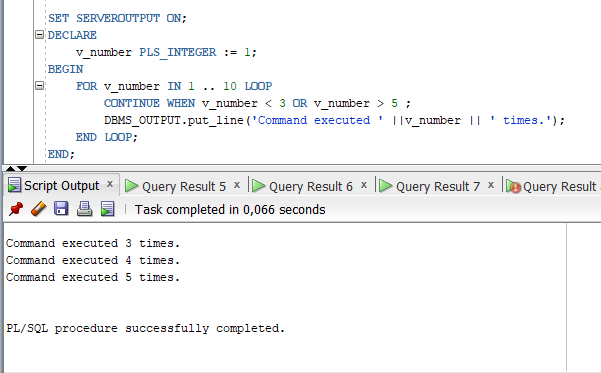 SET SERVEROUTPUT ON;
DECLARE
v_number PLS_INTEGER := 1;
BEGIN
FOR v_number IN 1 .. 10 LOOP
CONTINUE WHEN v_number < 3 OR v_number > 5 ;
DBMS_OUTPUT.put_line('Command executed ' ||v_number || ' times.');
END LOOP;
END;
Script Output x Query Result 5 x Query Result 6 x Query Result 7 x Query Result
Task completed in 0,066 seconds
Command executed 3 times.
Command executed 4 times.
Command executed 5 times.
PL/SQL procedure successfully completed.